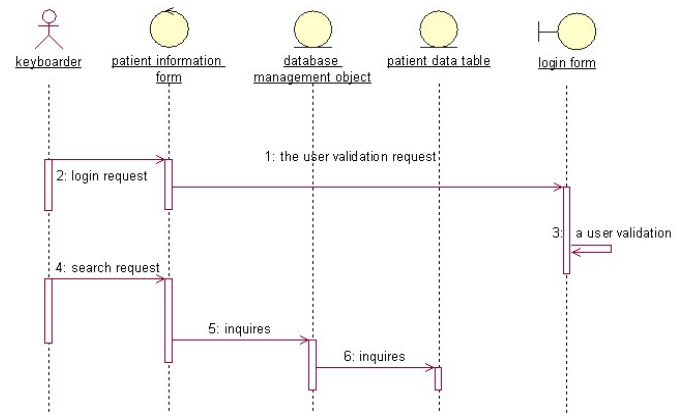 keyboarder
patient information
form
database
management object
patient data table
login form
1: the user validation request
2: login request
3: a user validation
4: search request
5: inquires
6: inquires